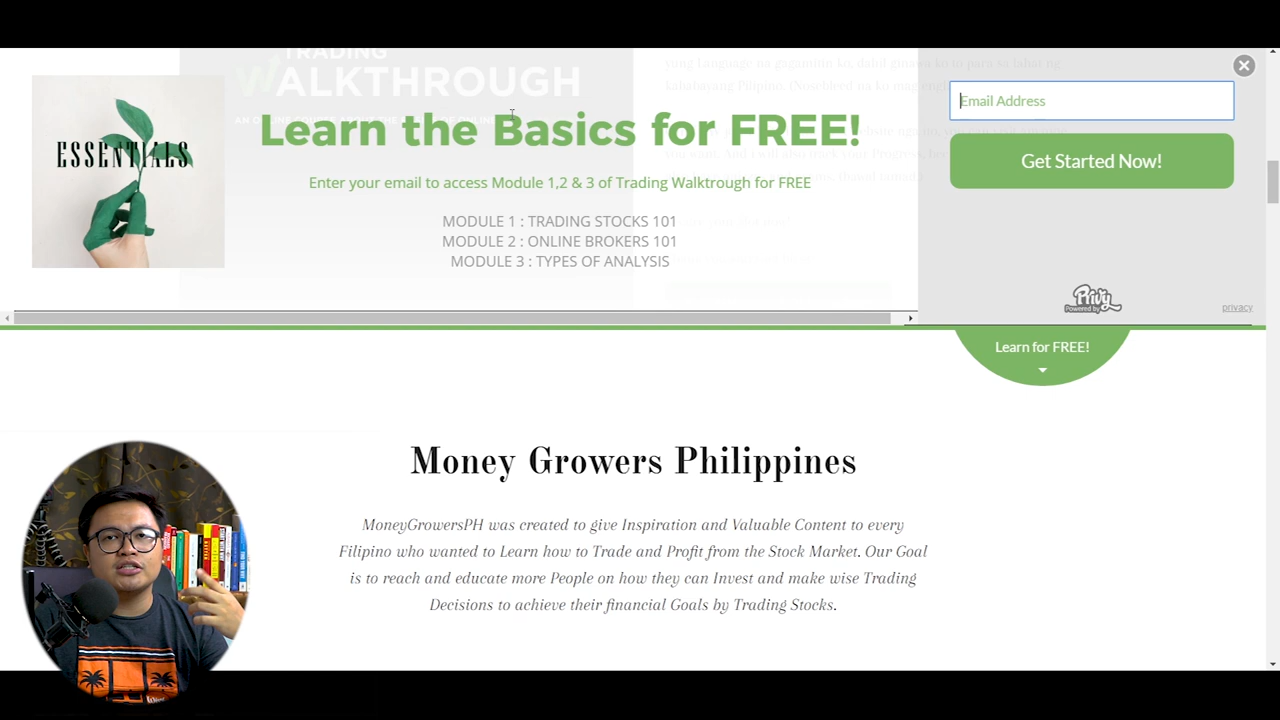 TRADING
WALKTHROUGH
ESSENTIALS
Learn the Basics for FREE!
Enter your email to access Module 1,2 & 3 of Trading Walktrough for FREE
MODULE 1 : TRADING STOCKS 101
MODULE 2 : ONLINE BROKERS 101
MODULE 3 : TYPES OF ANALYSIS
Email Address
Get Started Now!
Powered by Privy
privacy
Learn for FREE!
Money Growers Philippines
MoneyGrowersPH was created to give Inspiration and Valuable Content to every
Filipino who wanted to Learn how to Trade and Profit from the Stock Market. Our Goal
is to reach and educate more People on how they can Invest and make wise Trading
Decisions to achieve their financial Goals by Trading Stocks.